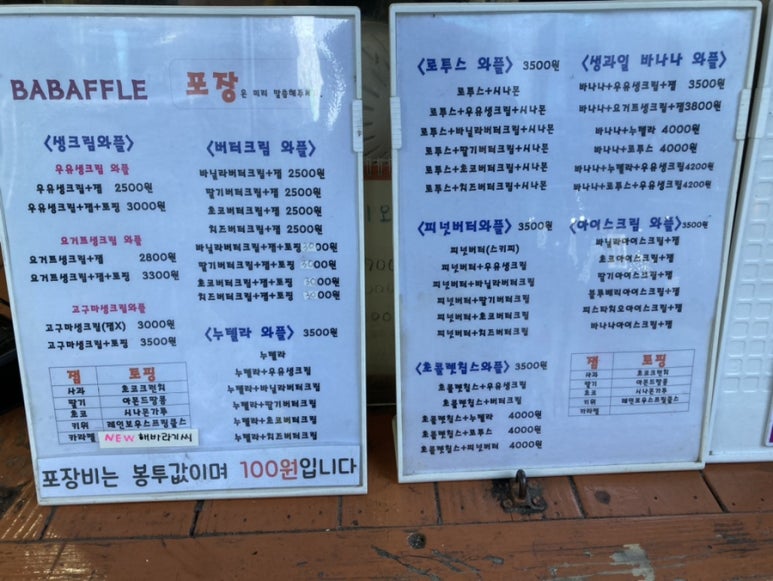 BABAFFLE
포장은 미리 말씀해주세요.
<생크림와플>
우유생크림 와플
우유생크림+잼 2500원
우유생크림+잼+토핑 3000원
요거트생크림 와플
요거트생크림+잼 2800원
요거트생크림+잼+토핑 3300원
고구마생크림와플
고구마생크림(잼X) 3000원
고구마생크림+토핑 3500원
잼 토핑
사과 초코크런치
딸기 아몬드땅콩
초코 시나몬가루
키위 레인보우스프링클스
카라멜 NEW 해바라기씨
<버터크림 와플>
바닐라버터크림+잼 2500원
딸기버터크림+잼 2500원
초코버터크림+잼 2500원
치즈버터크림+잼 2500원
바닐라버터크림+잼+토핑 3000원
딸기버터크림+잼+토핑 3000원
초코버터크림+잼+토핑 3000원
치즈버터크림+잼+토핑 3000원
<누텔라 와플> 3500원
누텔라
누텔라+우유생크림
누텔라+바닐라버터크림
누텔라+딸기버터크림
누텔라+초코버터크림
누텔라+치즈버터크림
포장비는 봉투값이며 100원입니다
<로투스 와플> 3500원
로투스+시나몬
로투스+우유생크림+시나몬
로투스+바닐라버터크림+시나몬
로투스+딸기버터크림+시나몬
로투스+초코버터크림+시나몬
로투스+치즈버터크림+시나몬
<피넛버터와플> 3500원
피넛버터(스키피)
피넛버터+우유생크림
피넛버터+바닐라버터크림
피넛버터+딸기버터크림
피넛버터+초코버터크림
피넛버터+치즈버터크림
<초콜렛칩스와플> 3500원
초콜렛칩스+우유생크림
초콜렛칩스+버터크림
초콜렛칩스+누텔라 4000원
초콜렛칩스+로투스 4000원
초콜렛칩스+피넛버터 4000원
<생과일 바나나 와플>
바나나+우유생크림+잼 3500원
바나나+요거트생크림+잼3800원
바나나+누텔라 4000원
바나나+로투스 4000원
바나나+누텔라+우유생크림4200원
바나나+로투스+우유생크림4200원
<아이스크림 와플>3500원
바닐라아이스크림+잼
초코아이스크림+잼
딸기아이스크림+잼
블루베리아이스크림+잼
피스타치오아이스크림+잼
바나나아이스크림+잼
잼 토핑
사과 초코크런치
딸기 아몬드땅콩
초코 시나몬가루
키위 레인보우스프링클스
카라멜